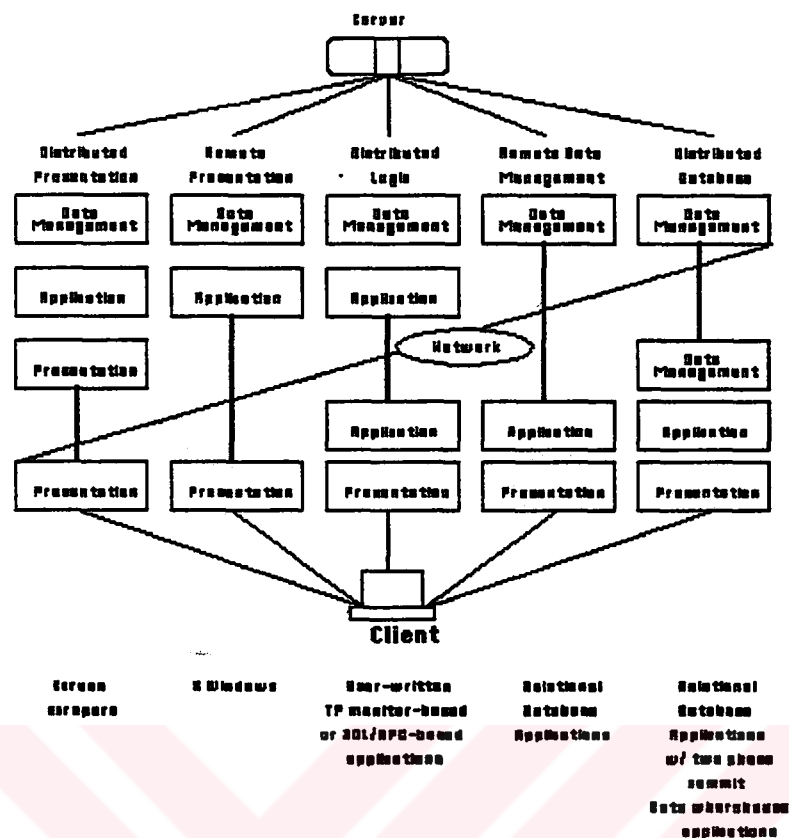 Server
Distributed
Presentation
Remote
Presentation
Distributed
Logic
Remote Data
Management
Distributed
Database
Data
Management
Data
Management
Data
Management
Data
Management
Data
Management
Application
Application
Application
Network
Presentation
Data
Management
Application
Application
Application
Presentation
Presentation
Presentation
Presentation
Presentation
Client
Screen
scrapers
X Windows
User-written
TP monitor-based
or SQL/RPC-based
applications
Relational
Database
Applications
Relational
Database
Applications
w/ two phase
commit
Data wharehouse
applications